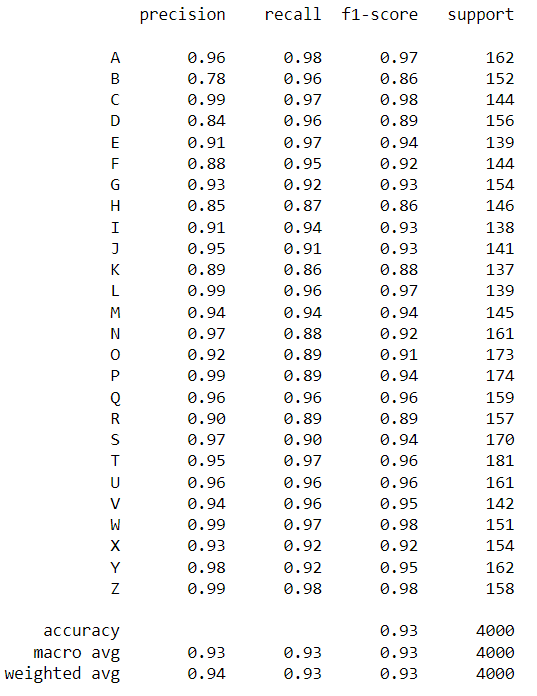 precision recall f1-score support
A 0.96 0.98 0.97 162
B 0.78 0.96 0.86 152
C 0.99 0.97 0.98 144
D 0.84 0.96 0.89 156
E 0.91 0.97 0.94 139
F 0.88 0.95 0.92 144
G 0.93 0.92 0.93 154
H 0.85 0.87 0.86 146
I 0.91 0.94 0.93 138
J 0.95 0.91 0.93 141
K 0.89 0.86 0.88 137
L 0.99 0.96 0.97 139
M 0.94 0.94 0.94 145
N 0.97 0.88 0.92 161
O 0.92 0.89 0.91 173
P 0.99 0.89 0.94 174
Q 0.96 0.96 0.96 159
R 0.90 0.89 0.89 157
S 0.97 0.90 0.94 170
T 0.95 0.97 0.96 181
U 0.96 0.96 0.96 161
V 0.94 0.96 0.95 142
W 0.99 0.97 0.98 151
X 0.93 0.92 0.92 154
Y 0.98 0.92 0.95 162
Z 0.99 0.98 0.98 158
accuracy 0.93 4000
macro avg 0.93 0.93 0.93 4000
weighted avg 0.94 0.93 0.93 4000